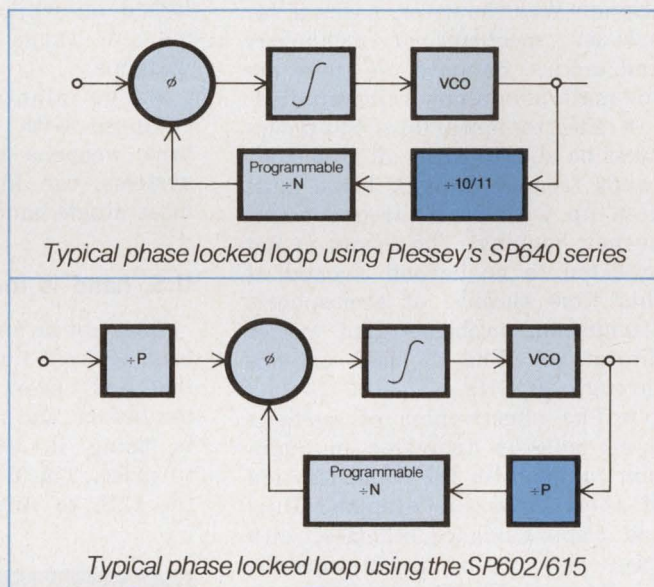 ø
∫
VCO
Programmable
÷N
÷10/11
Typical phase locked loop using Plessey's SP640 series
÷P
ø
∫
VCO
Programmable
÷N
÷P
Typical phase locked loop using the SP602/615